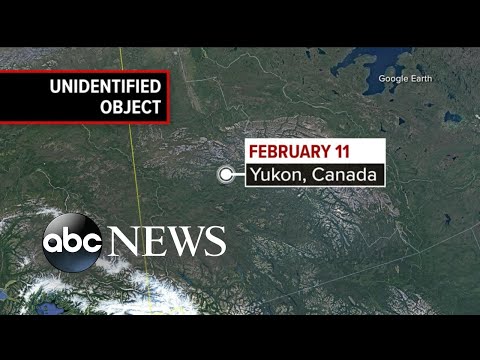 UNIDENTIFIED
OBJECT
Google Earth
FEBRUARY 11
Yukon, Canada
abc NEWS